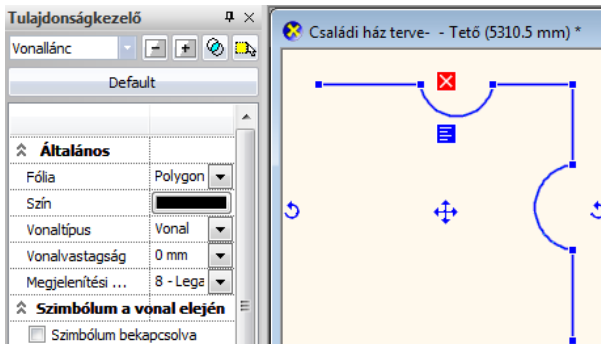 Tulajdonságkezelő
Vonallánc
Default
Általános
Fólia Polygon
Szín
Vonaltípus Vonal
Vonalvastagság 0 mm
Megjelenítési ... 8 - Lega
Szimbólum a vonal elején
Szimbólum bekapcsolva
Családi ház terve- - Tető (5310.5 mm) *